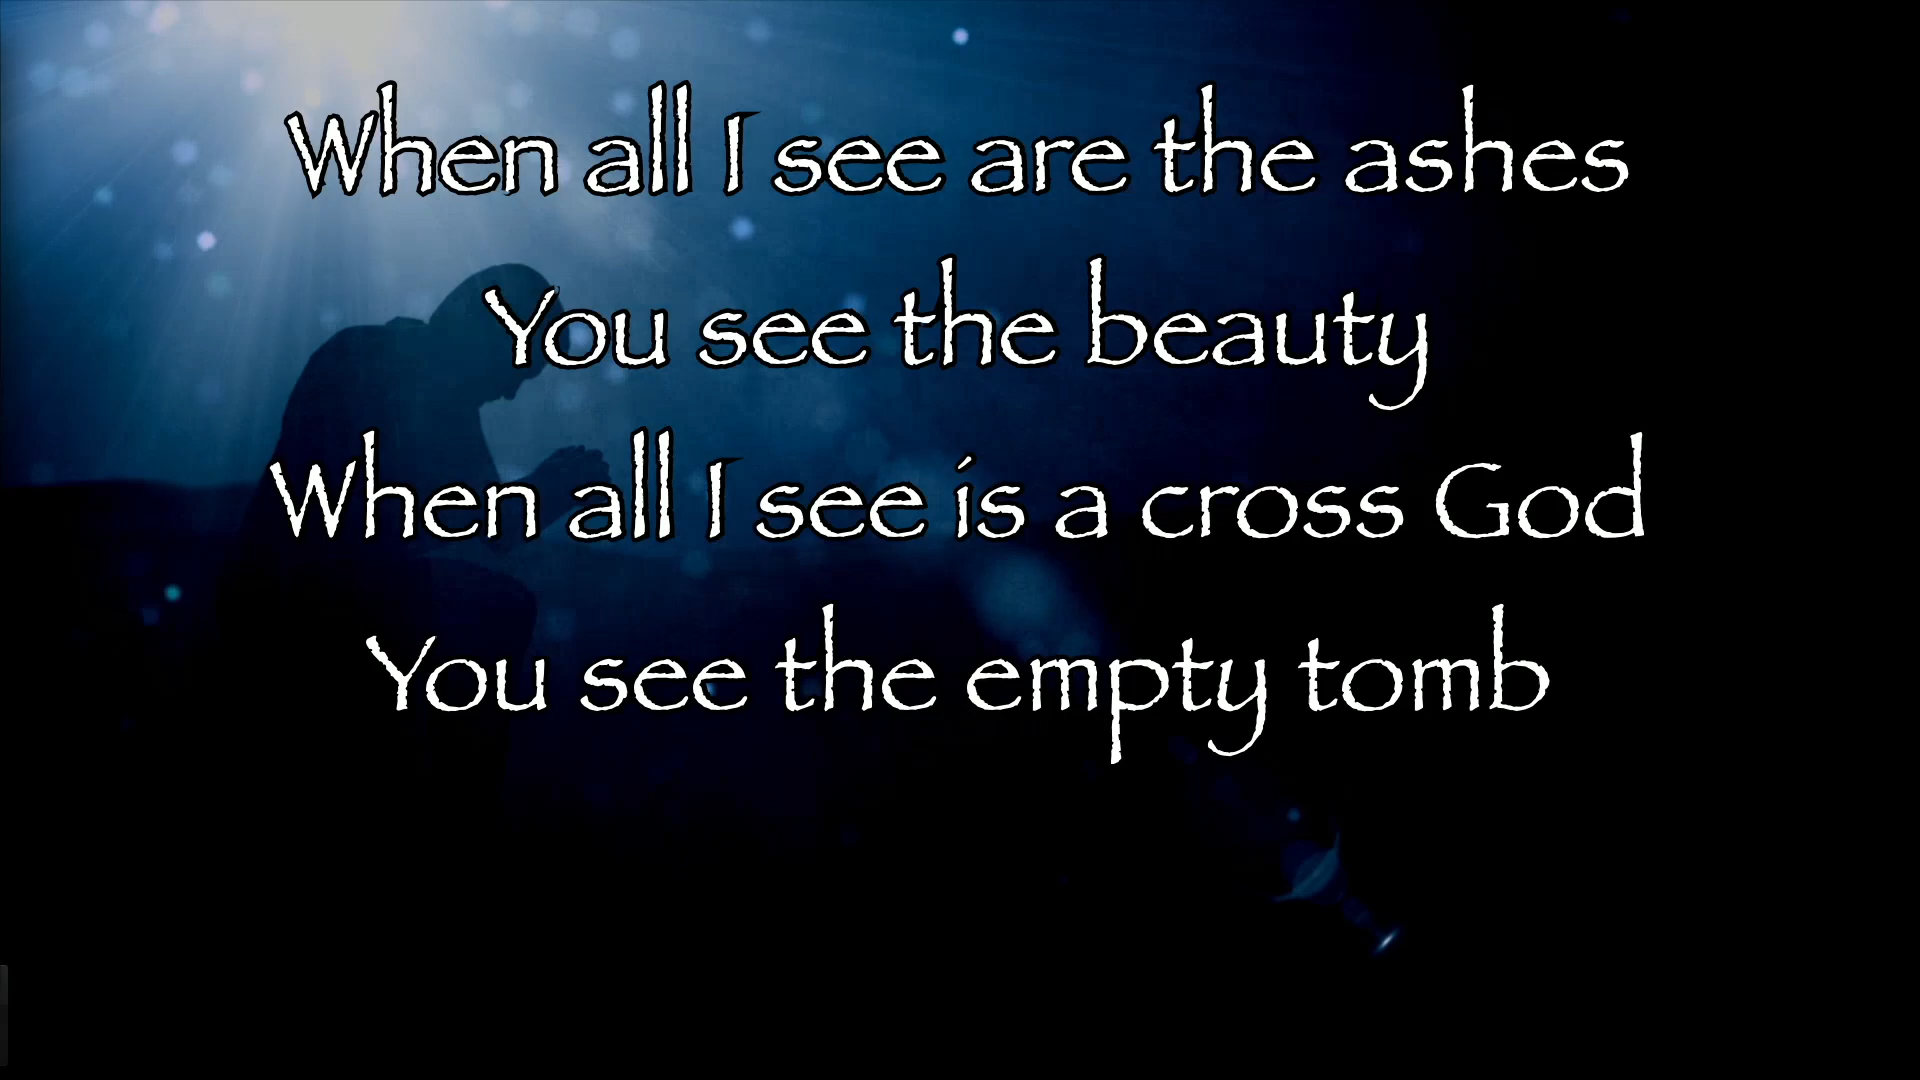 When all I see are the ashes
You see the beauty
When all I see is a cross God
You see the empty tomb